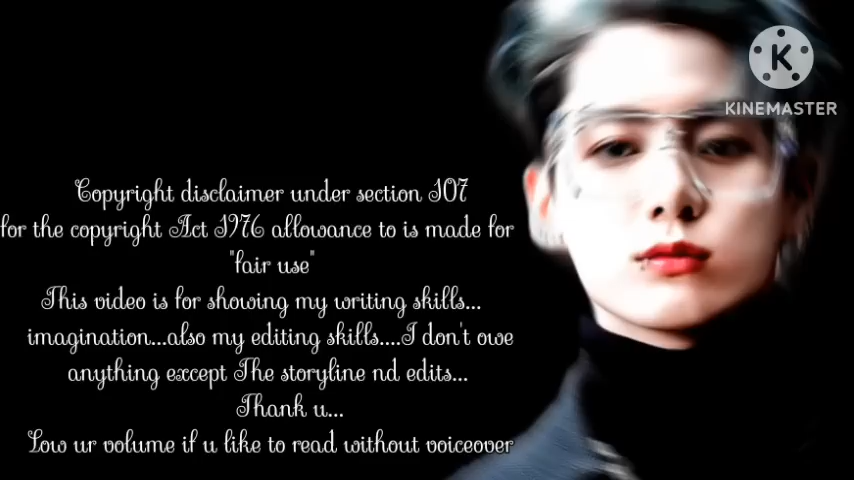 Copyright disclaimer under section 107
for the copyright Act 1976 allowance to is made for
"fair use"
This video is for showing my writing skills...
imagination...also my editing skills....I don't owe
anything except The storyline nd edits...
Thank u...
Low ur volume if u like to read without voiceover
K
KINEMASTER